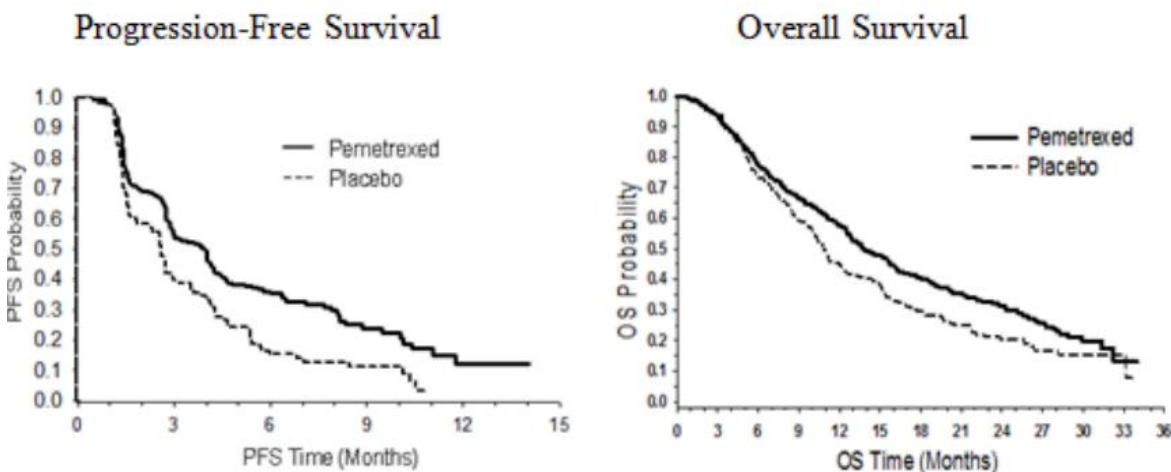 Progression-Free Survival
Overall Survival
PFS Probability
1.0
0.9
0.8
0.7
0.6
0.5
0.4
0.3
0.2
0.1
0.0
Pemetrexed
Placebo
0 3 6 9 12 15
PFS Time (Months)
OS Probability
1.0
0.9
0.8
0.7
0.6
0.5
0.4
0.3
0.2
0.1
0.0
Pemetrexed
Placebo
0 3 6 9 12 15 18 21 24 27 30 33 36
OS Time (Months)